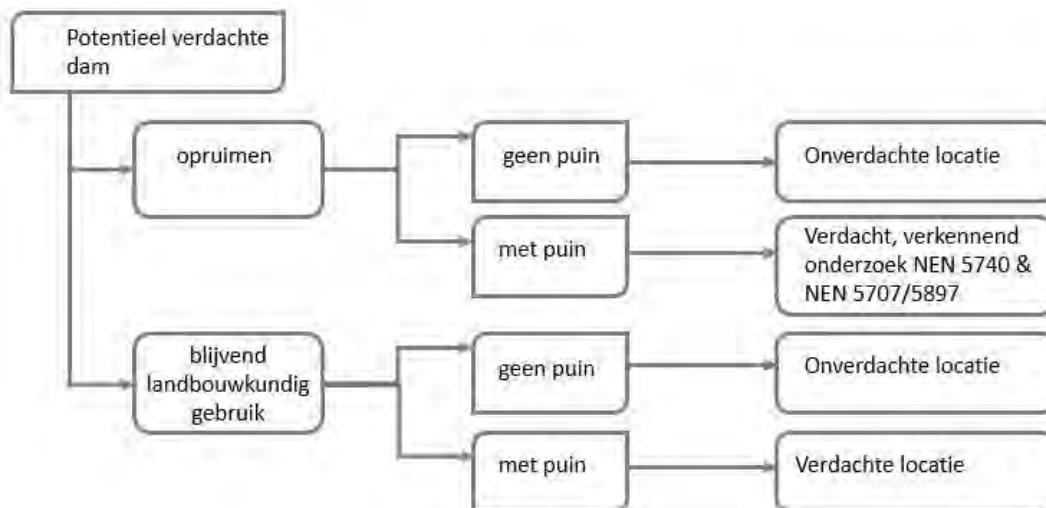 Potentieel verdachte
dam
opruimen
geen puin
Onverdachte locatie
met puin
Verdacht, verkennend
onderzoek NEN 5740 &
NEN 5707/5897
blijvend
landbouwkundig
gebruik
geen puin
Onverdachte locatie
met puin
Verdachte locatie